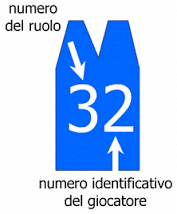 numero
del ruolo
32
numero identificativo
del giocatore